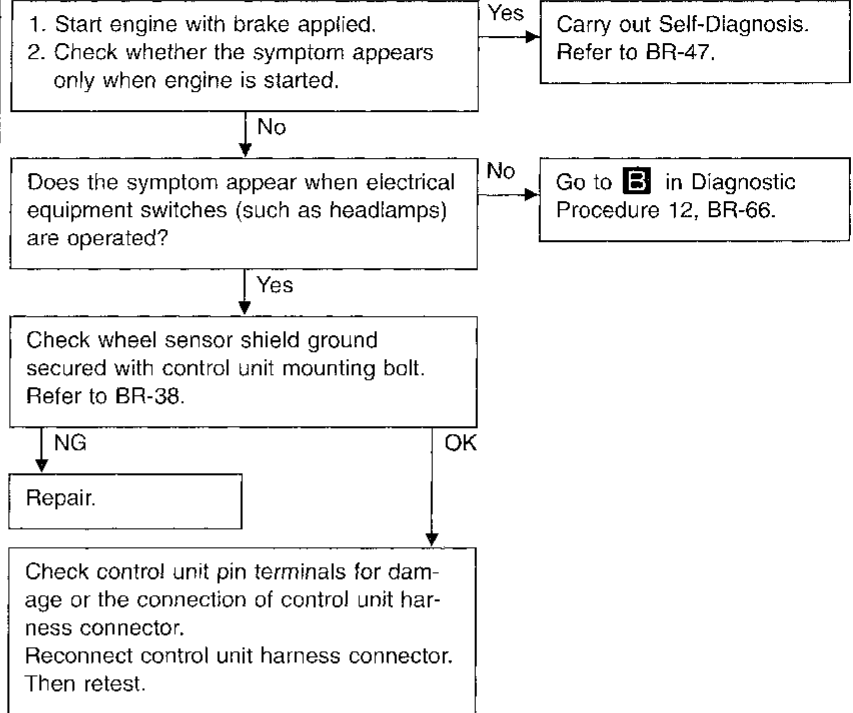 1. Start engine with brake applied.
2. Check whether the symptom appears
only when engine is started.
Yes
Carry out Self-Diagnosis.
Refer to BR-47.
No
Does the symptom appear when electrical
equipment switches (such as headlamps)
are operated?
No
Go to B in Diagnostic
Procedure 12, BR-66.
Yes
Check wheel sensor shield ground
secured with control unit mounting bolt.
Refer to BR-38.
NG
OK
Repair.
Check control unit pin terminals for dam-
age or the connection of control unit har-
ness connector.
Reconnect control unit harness connector.
Then retest.